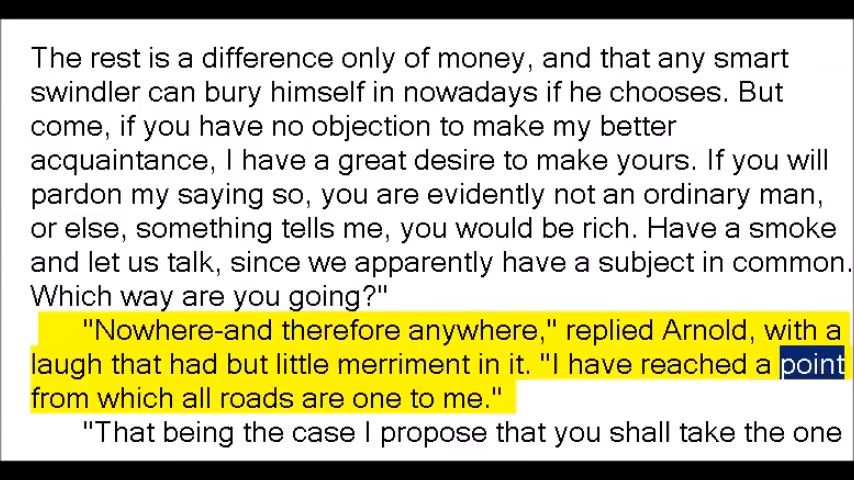 The rest is a difference only of money, and that any smart
swindler can bury himself in nowadays if he chooses. But
come, if you have no objection to make my better
acquaintance, I have a great desire to make yours. If you will
pardon my saying so, you are evidently not an ordinary man,
or else, something tells me, you would be rich. Have a smoke
and let us talk, since we apparently have a subject in common.
Which way are you going?"
"Nowhere-and therefore anywhere," replied Arnold, with a
laugh that had but little merriment in it. "I have reached a point
from which all roads are one to me."
"That being the case I propose that you shall take the one